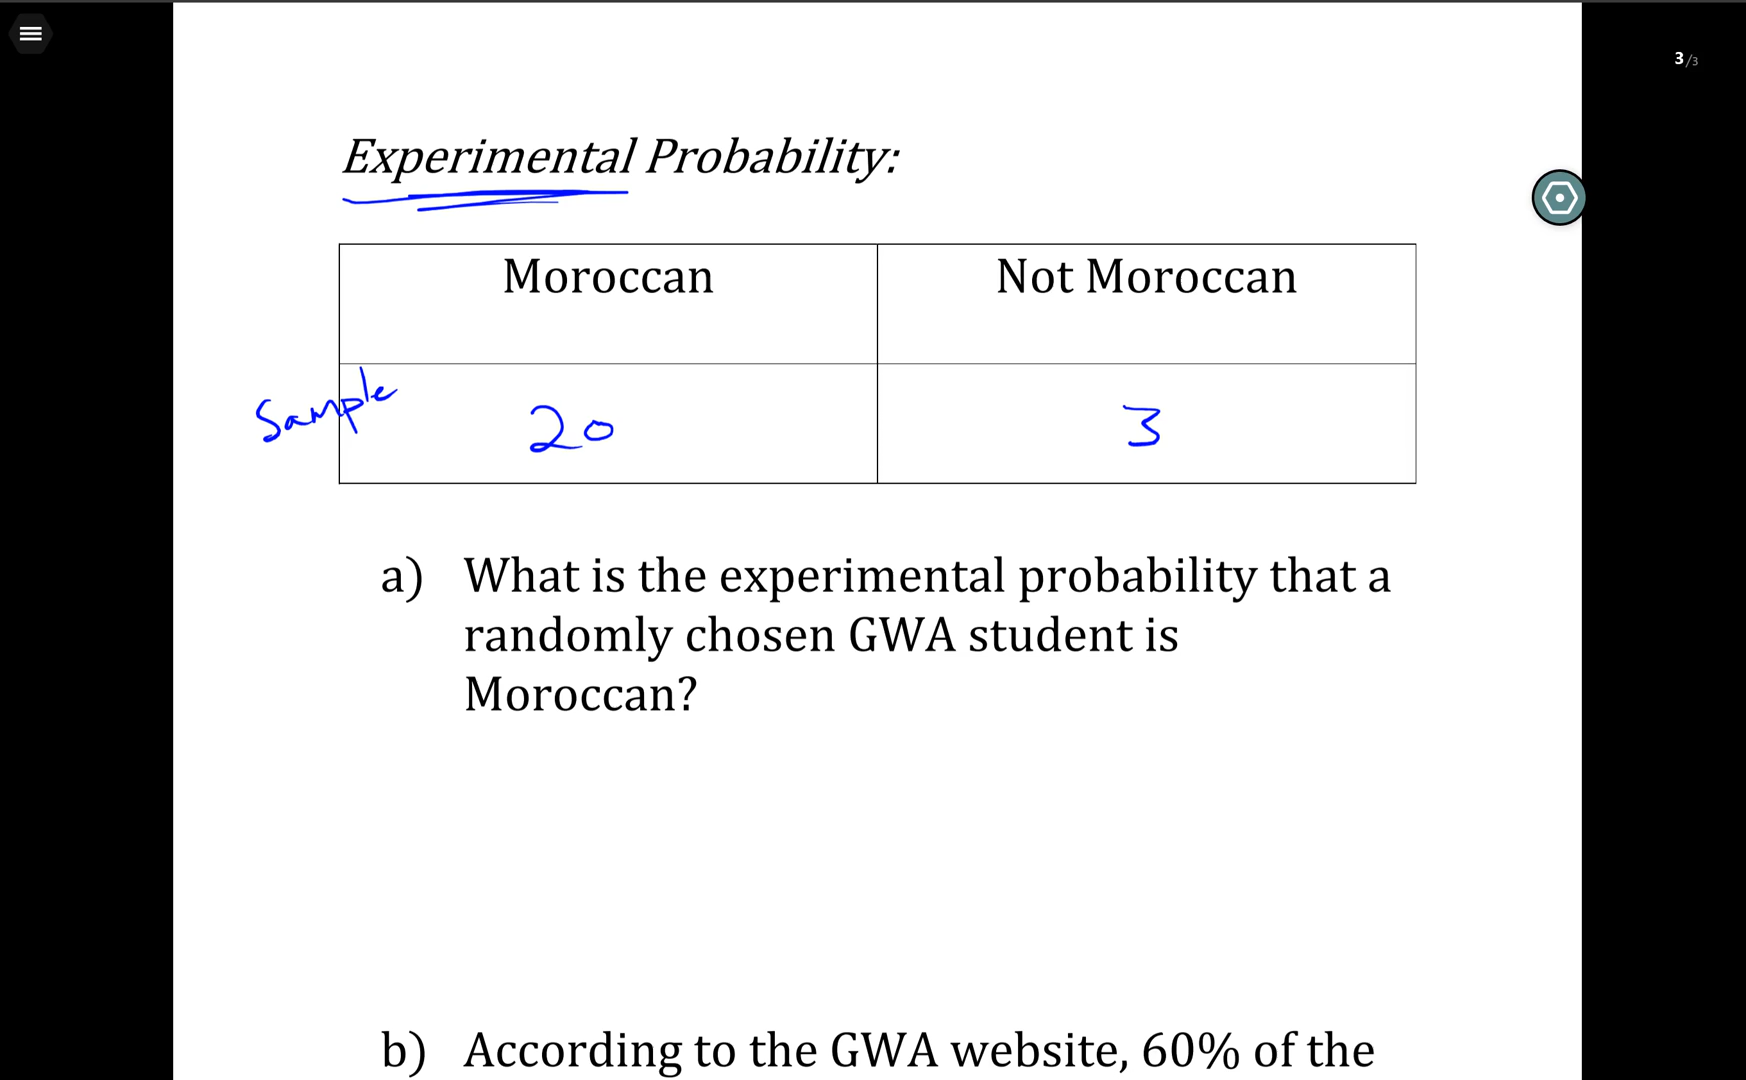 3/3
Experimental Probability:
Moroccan Not Moroccan
Sample 20 3
a) What is the experimental probability that a
randomly chosen GWA student is
Moroccan?
b) According to the GWA website, 60% of the